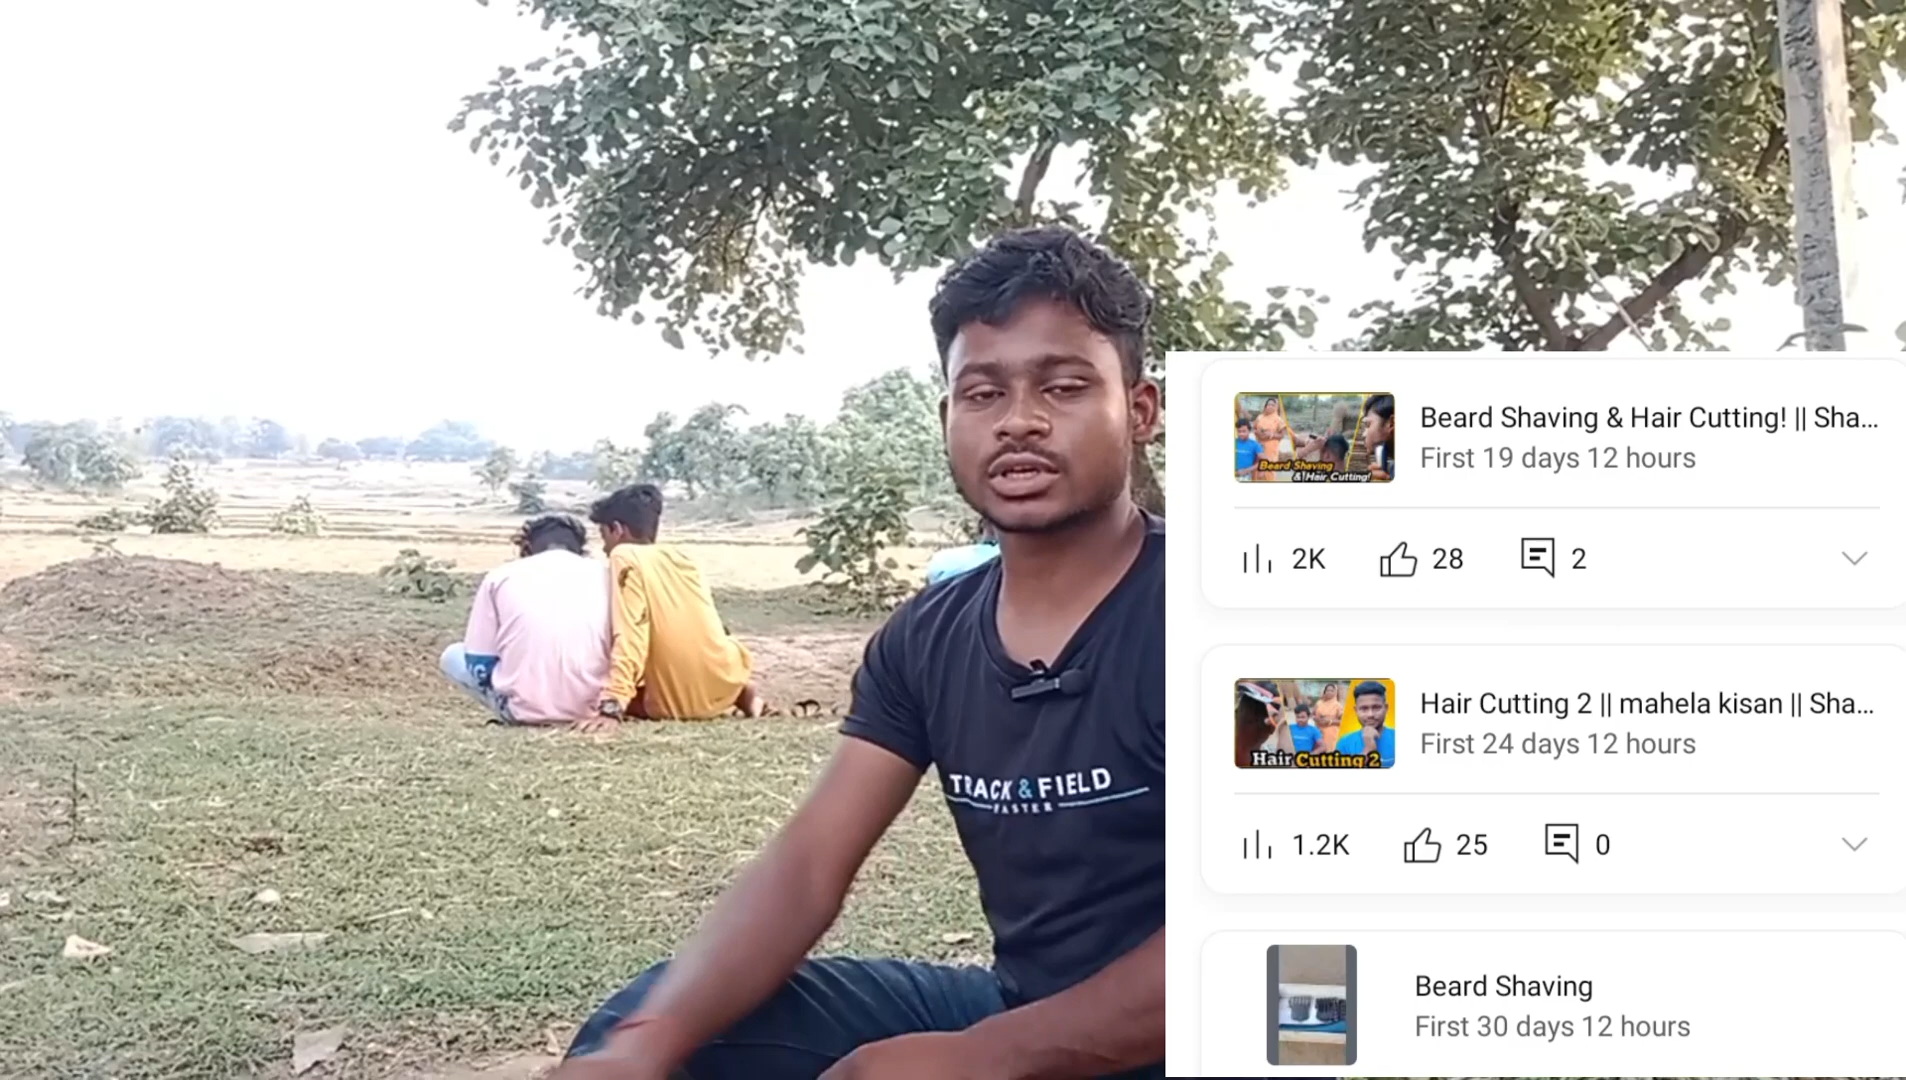 TRACK & FIELD
FASTER
Beard Shaving
& Hair Cutting!
Beard Shaving & Hair Cutting! || Sha...
First 19 days 12 hours
2K
28
2
Hair Cutting 2
Hair Cutting 2 || mahela kisan || Sha...
First 24 days 12 hours
1.2K
25
0
Beard Shaving
First 30 days 12 hours